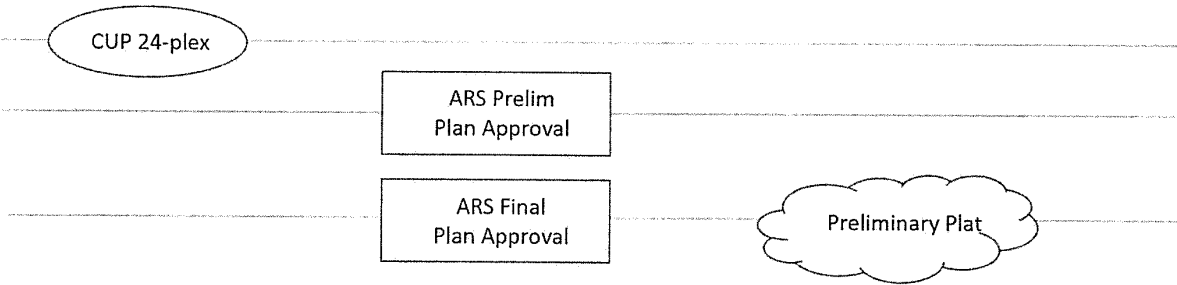 CUP 24-plex
ARS Prelim
Plan Approval
ARS Final
Plan Approval
Preliminary Plat